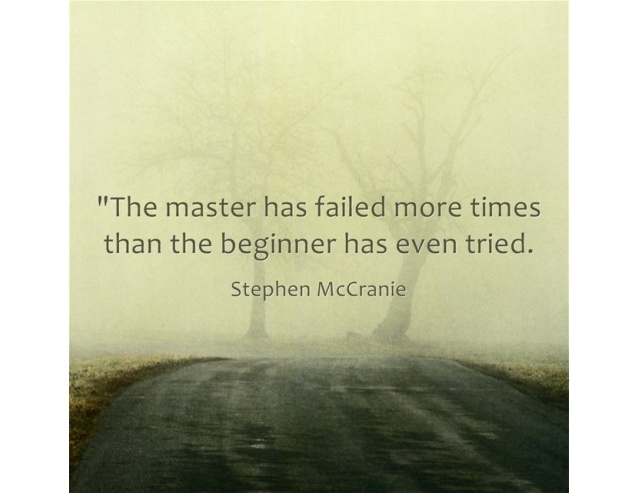 "The master has failed more times
than the beginner has even tried.
Stephen McCranie